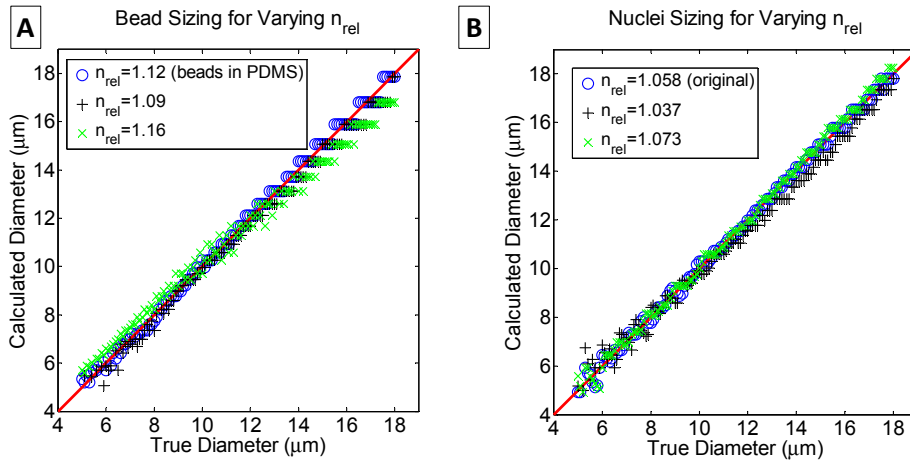 A
Bead Sizing for Varying n_rel
18
16
14
12
10
8
6
4
Calculated Diameter (μm)
n_rel=1.12 (beads in PDMS)
n_rel=1.09
n_rel=1.16
4 6 8 10 12 14 16 18
True Diameter (μm)
B
Nuclei Sizing for Varying n_rel
18
16
14
12
10
8
6
4
Calculated Diameter (μm)
n_rel=1.058 (original)
n_rel=1.037
n_rel=1.073
4 6 8 10 12 14 16 18
True Diameter (μm)